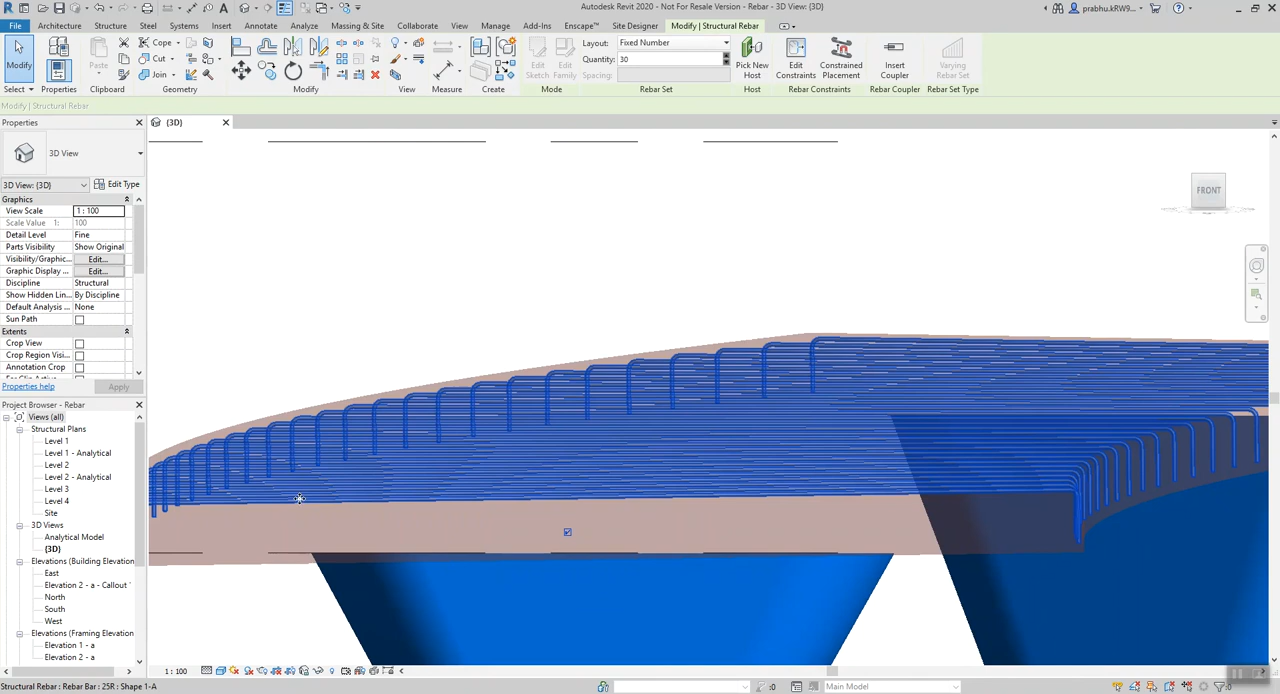 Autodesk Revit 2020 - Not For Resale Version - Rebar - 3D View: {3D}
prabhu.kRW9...
File Architecture Structure Steel Systems Insert Annotate Analyze Massing & Site Collaborate View Manage Add-Ins Enscape™ Site Designer Modify | Structural Rebar
Modify
Select
Properties
Paste
Clipboard
Cope
Cut
Join
Geometry
Modify
View
Measure
Create
Edit Sketch
Edit Family
Mode
Layout: Fixed Number
Quantity: 30
Spacing:
Rebar Set
Pick New Host
Host
Edit Constraints
Constrained Placement
Rebar Constraints
Insert Coupler
Rebar Coupler
Varying Rebar Set
Varying Rebar Set Type
Modify | Structural Rebar
Properties
{3D}
3D View
3D View: {3D}
Edit Type
Graphics
View Scale 1 : 100
Scale Value 1: 100
Detail Level Fine
Parts Visibility Show Original
Visibility/Graphic... Edit...
Graphic Display ... Edit...
Discipline Structural
Show Hidden Lin... By Discipline
Default Analysis ... None
Sun Path
Extents
Crop View
Crop Region Visi...
Annotation Crop
Properties help
Apply
Project Browser - Rebar
Views (all)
Structural Plans
Level 1
Level 1 - Analytical
Level 2
Level 2 - Analytical
Level 3
Level 4
Site
3D Views
Analytical Model
{3D}
Elevations (Building Elevation
East
Elevation 2 - a - Callout
North
South
West
Elevations (Framing Elevation
Elevation 1 - a
Elevation 2 - a
FRONT
1 : 100
Structural Rebar : Rebar Bar : 25R : Shape 1-A
:0
Main Model
:0